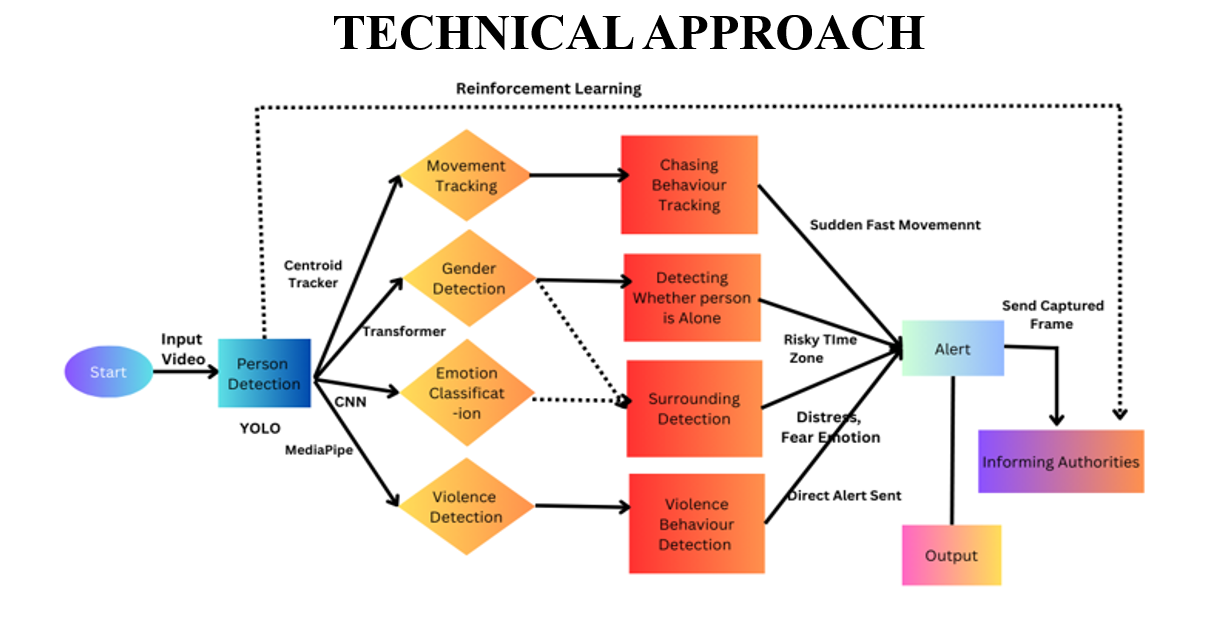 TECHNICAL APPROACH
Reinforcement Learning
Movement
Tracking
Chasing
Behaviour
Tracking
Sudden Fast Movemennt
Centroid
Tracker
Gender
Detection
Detecting
Whether person
is Alone
Send Captured
Frame
Transformer
Input
Video
Risky TIme
Zone
Alert
Start
Person
Detection
YOLO
CNN
Emotion
Classificat
-ion
Surrounding
Detection
Distress,
Fear Emotion
MediaPipe
Informing Authorities
Violence
Detection
Violence
Behaviour
Detection
Direct Alert Sent
Output